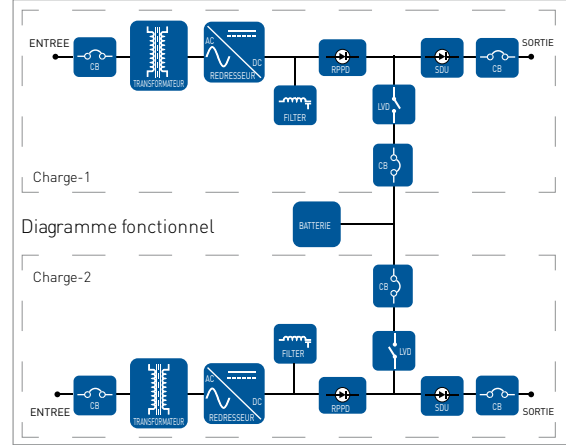 ENTREE
CB
TRANSFORMATEUR
AC
DC
REDRESSEUR
FILTER
RPPD
LVD
SDU
CB
SORTIE
CB
Charge-1
Diagramme fonctionnel
BATTERIE
Charge-2
CB
FILTER
LVD
ENTREE
CB
TRANSFORMATEUR
AC
DC
REDRESSEUR
RPPD
SDU
CB
SORTIE